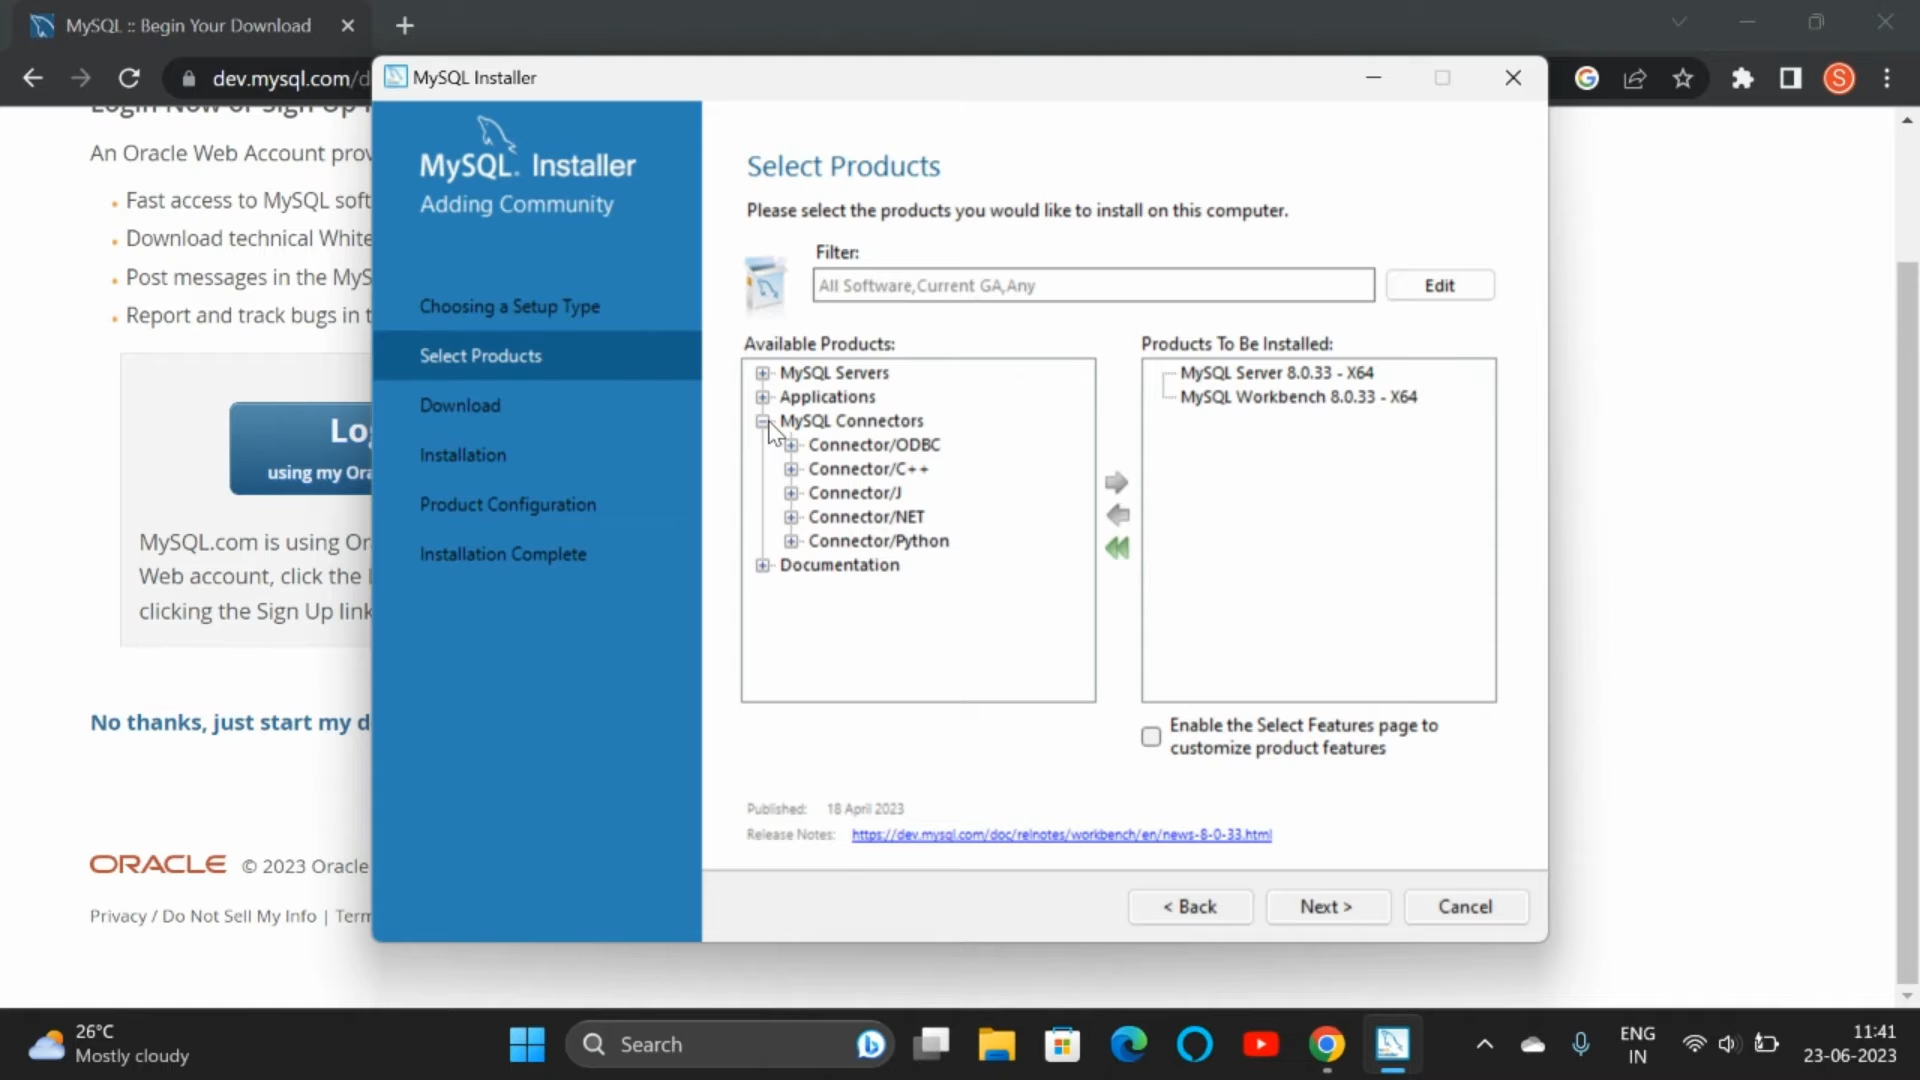 MySQL :: Begin Your Download
dev.mysql.com/d
MySQL Installer
Login Now or Sign Up
An Oracle Web Account prov
Fast access to MySQL soft
Download technical White
Post messages in the MyS
Report and track bugs in t
Log
using my Ora
MySQL.com is using Or
Web account, click the
clicking the Sign Up link
No thanks, just start my d
ORACLE © 2023 Oracle
Privacy / Do Not Sell My Info | Term
MySQL. Installer
Adding Community
Choosing a Setup Type
Select Products
Download
Installation
Product Configuration
Installation Complete
Select Products
Please select the products you would like to install on this computer.
Filter:
All Software,Current GA,Any
Edit
Available Products:
MySQL Servers
Applications
MySQL Connectors
Connector/ODBC
Connector/C++
Connector/J
Connector/NET
Connector/Python
Documentation
Products To Be Installed:
MySQL Server 8.0.33 - X64
MySQL Workbench 8.0.33 - X64
Enable the Select Features page to
customize product features
Published: 18 April 2023
Release Notes: https://dev.mysql.com/doc/relnotes/workbench/en/news-8-0-33.html
< Back
Next >
Cancel
26°C
Mostly cloudy
Search
ENG
IN
11:41
23-06-2023
S